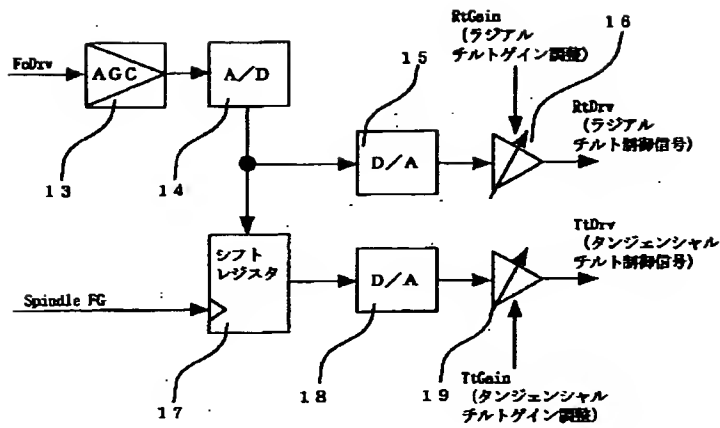 RtGain
(ラジアル
チルトゲイン調整)
16
FoDrv
AGC
A/D
15
RtDrv
(ラジアル
チルト制御信号)
13
14
D/A
シフト
レジスタ
D/A
TtDrv
(タンジェンシャル
チルト制御信号)
Spindle FG
17
18
19
TtGain
(タンジェンシャル
チルトゲイン調整)